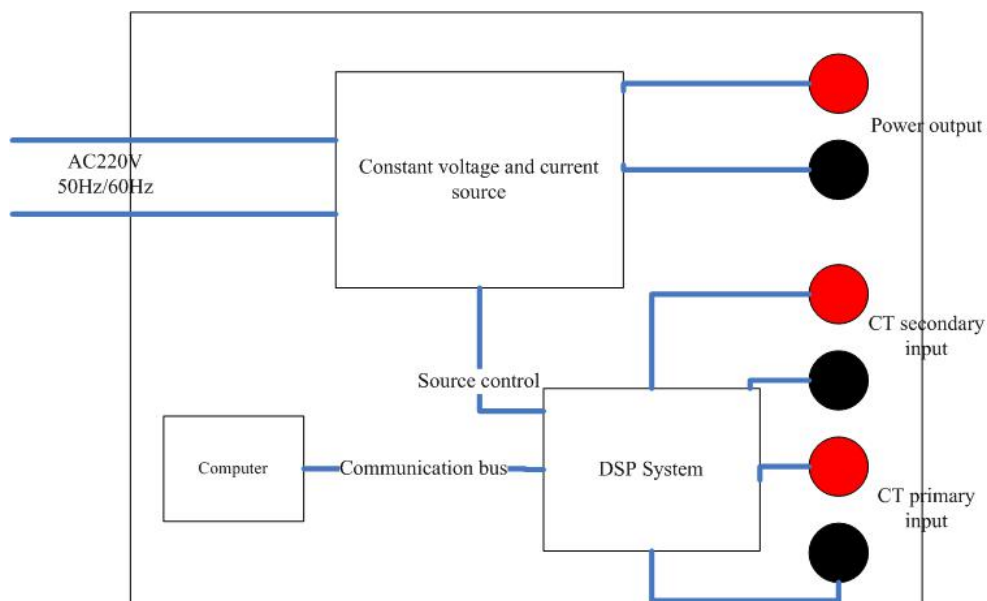 AC220V
50Hz/60Hz
Constant voltage and current
source
Power output
CT secondary
input
Source control
Computer
Communication bus
DSP System
CT primary
input